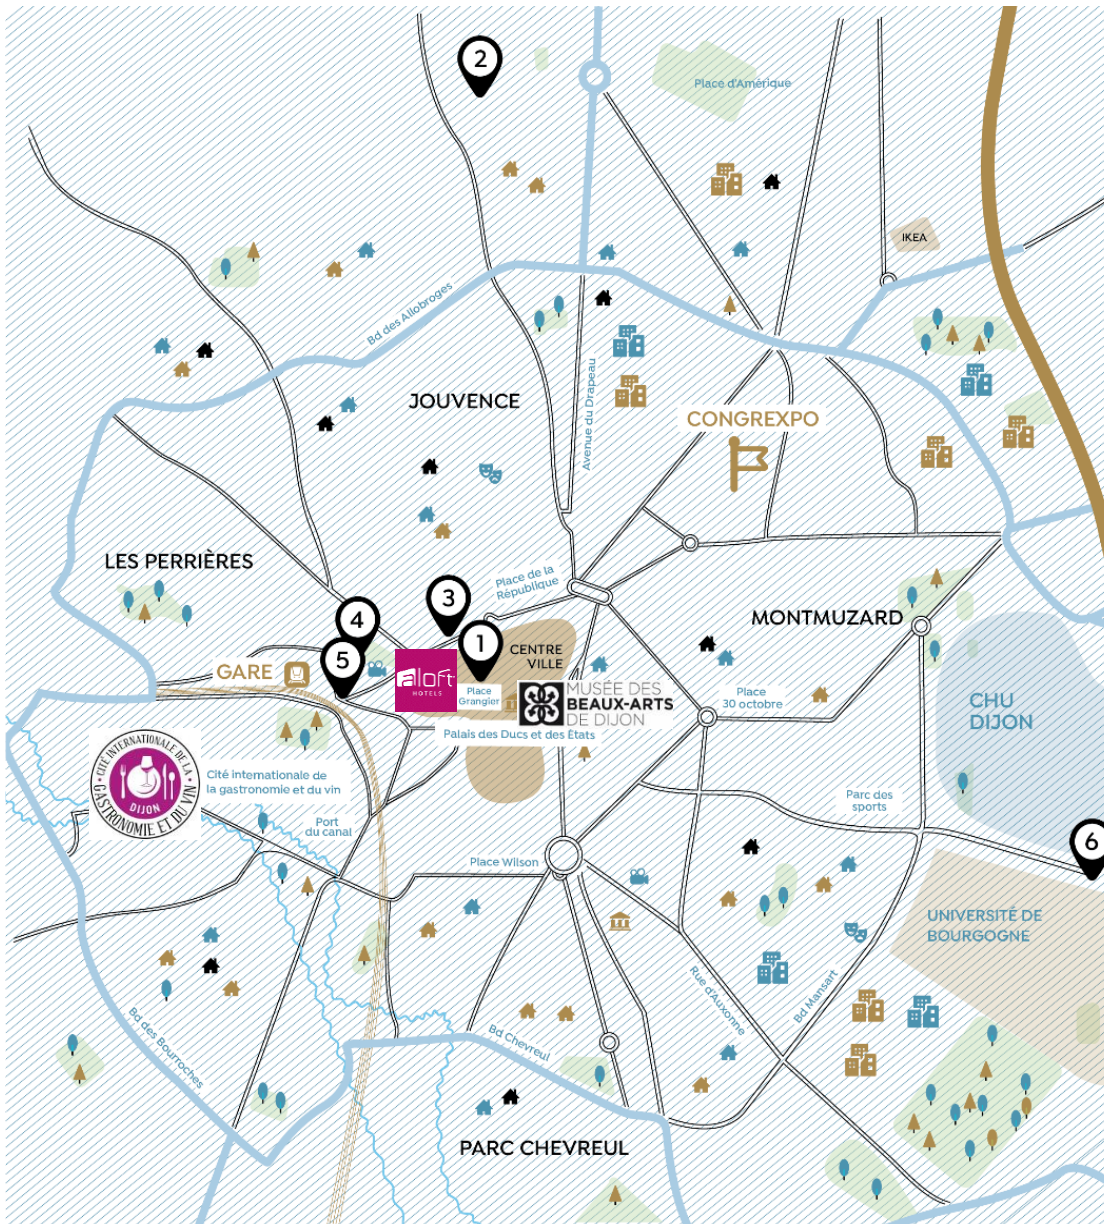 2
Place d'Amérique
IKEA
Bd des Allobroges
JOUVENCE
Avenue du Drapeau
CONGREXPO
LES PERRIÈRES
Place de la
République
3
4
5
1
CENTRE
VILLE
MONTMUZARD
GARE
aloft
HOTELS
Place
Grangier
MUSÉE DES
BEAUX-ARTS
DE DIJON
Place
30 octobre
CHU
DIJON
Palais des Ducs et des États
CITÉ INTERNATIONALE DE LA
GASTRONOMIE ET DU VIN
DIJON
Cité internationale de
la gastronomie et du vin
Port
du canal
Parc des
sports
6
Place Wilson
UNIVERSITÉ DE
BOURGOGNE
Rue d'Auxonne
Bd Mansart
Bd des Bourroches
Bd Chevreul
PARC CHEVREUL